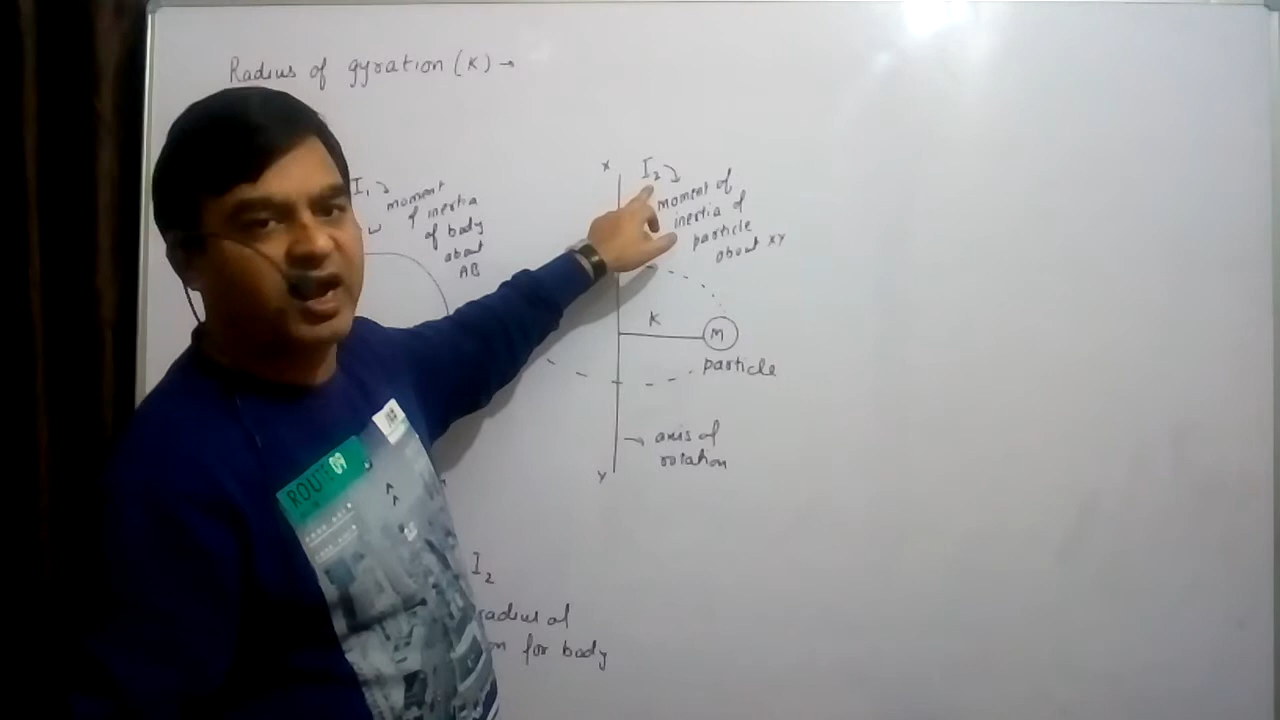 Radius of gyration (K) →
I₁ → moment
of inertia
of body
about
AB
ω
X
I₂ → moment of
inertia of
particle
about XY
K
M
particle
axis of
rotation
Y
I₂
radius of
for body
ROUTE 09